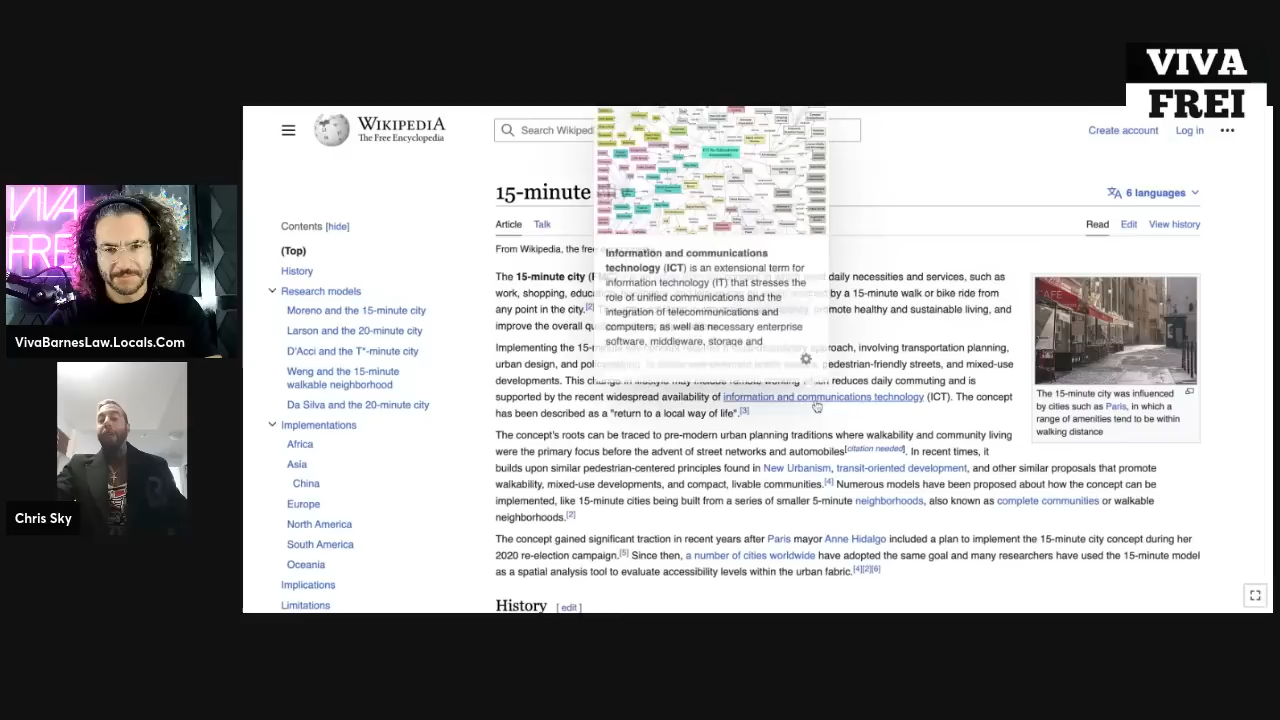 VIVA
FREI
WIKIPEDIA
The Free Encyclopedia
Search Wikiped
Create account
Log in
15-minute
6 languages
Contents [hide]
(Top)
History
Research models
Moreno and the 15-minute city
Larson and the 20-minute city
D'Acci and the T*-minute city
Weng and the 15-minute
walkable neighborhood
Da Silva and the 20-minute city
Implementations
Africa
Asia
China
Europe
North America
South America
Oceania
Implications
Limitations
Article
Talk
Read
Edit
View history
From Wikipedia, the free
Information and communications
technology (ICT) is an extensional term for
information technology (IT) that stresses the
role of unified communications and the
integration of telecommunications and
computers, as well as necessary enterprise
software, middleware, storage and
The 15-minute city ( daily necessities and services, such as
work, shopping, by a 15-minute walk or bike ride from
any point in the city.[2] promote healthy and sustainable living, and
improve the overall
Implementing the 15- approach, involving transportation planning,
urban design, and pedestrian-friendly streets, and mixed-use
developments. This change in lifestyle may include remote working reduces daily commuting and is
supported by the recent widespread availability of information and communications technology (ICT). The concept
has been described as a "return to a local way of life".[3]
The concept's roots can be traced to pre-modern urban planning traditions where walkability and community living
were the primary focus before the advent of street networks and automobiles[citation needed]. In recent times, it
builds upon similar pedestrian-centered principles found in New Urbanism, transit-oriented development, and other similar proposals that promote
walkability, mixed-use developments, and compact, livable communities.[4] Numerous models have been proposed about how the concept can be
implemented, like 15-minute cities being built from a series of smaller 5-minute neighborhoods, also known as complete communities or walkable
neighborhoods.[2]
The concept gained significant traction in recent years after Paris mayor Anne Hidalgo included a plan to implement the 15-minute city concept during her
2020 re-election campaign.[5] Since then, a number of cities worldwide have adopted the same goal and many researchers have used the 15-minute model
as a spatial analysis tool to evaluate accessibility levels within the urban fabric.[4][2][6]
History [ edit ]
CAFE
The 15-minute city was influenced
by cities such as Paris, in which a
range of amenities tend to be within
walking distance
VivaBarnesLaw.Locals.Com
Chris Sky